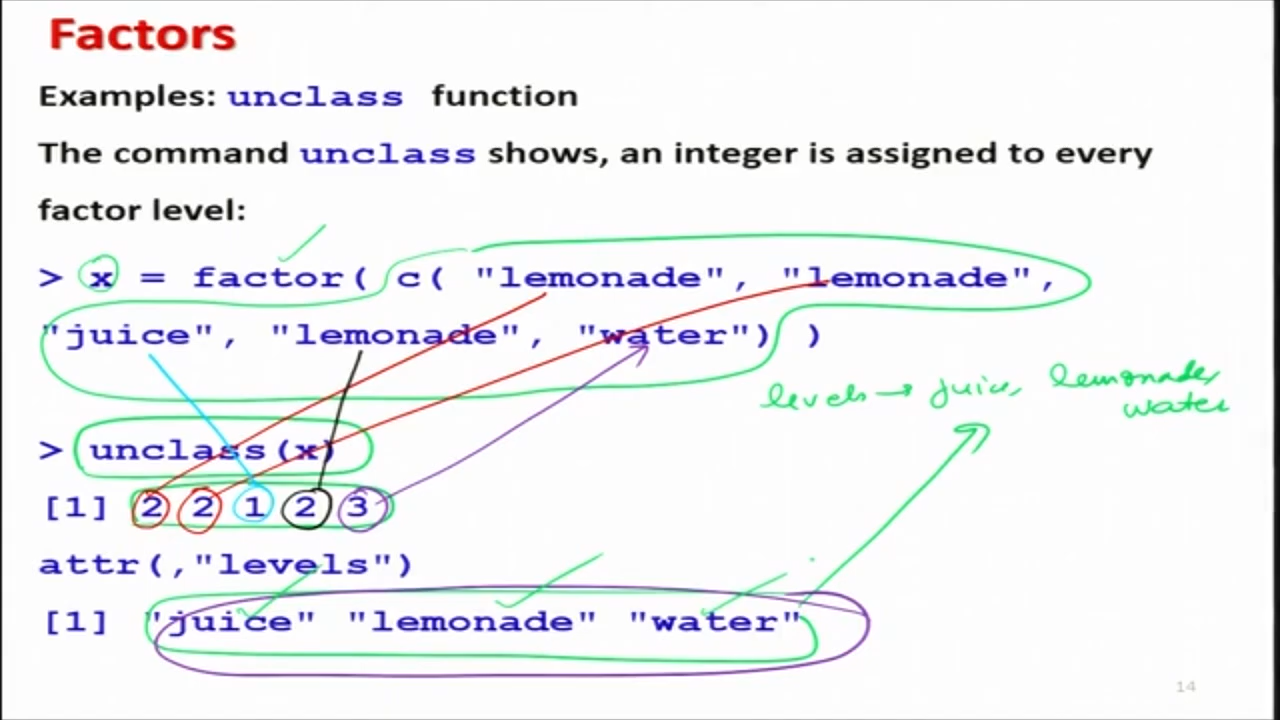 Factors
Examples: unclass function
The command unclass shows, an integer is assigned to every
factor level:
> x = factor( c( "lemonade", "lemonade",
"juice", "lemonade", "water") )
levels → juice, lemonade,
water
> unclass(x)
[1] 2 2 1 2 3
attr(,"levels")
[1] "juice" "lemonade" "water"
14